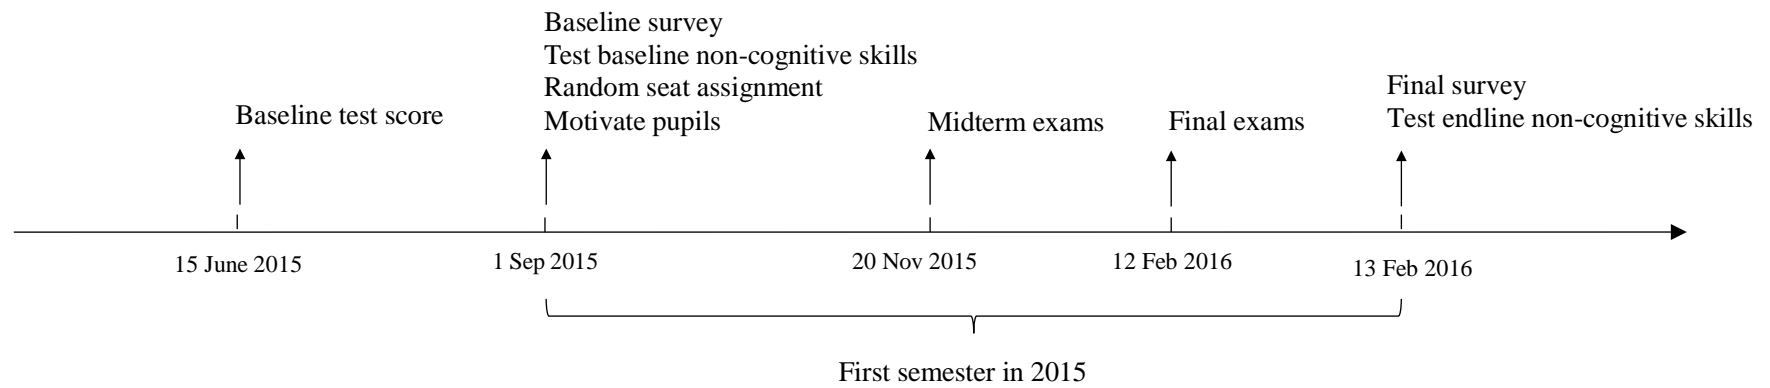 Baseline test score
Baseline survey
Test baseline non-cognitive skills
Random seat assignment
Motivate pupils
Midterm exams
Final exams
Final survey
Test endline non-cognitive skills
15 June 2015
1 Sep 2015
20 Nov 2015
12 Feb 2016
13 Feb 2016
First semester in 2015